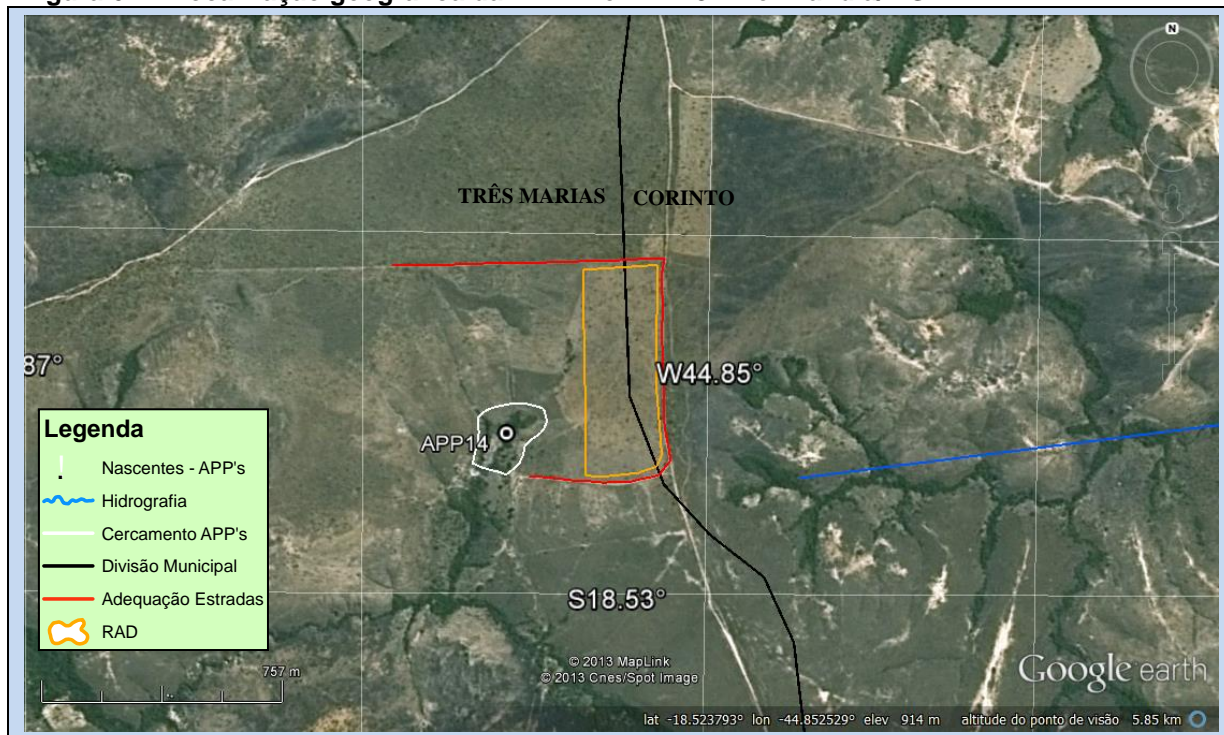 TRÊS MARIAS CORINTO
87°
W44.85°
APP14
S18.53°
Legenda
Nascentes - APP's
Hidrografia
Cercamento APP's
Divisão Municipal
Adequação Estradas
RAD
757 m
© 2013 MapLink
© 2013 Cnes/Spot Image
Google earth
N
lat -18.523793° lon -44.852529° elev 914 m altitude do ponto de visão 5.85 km